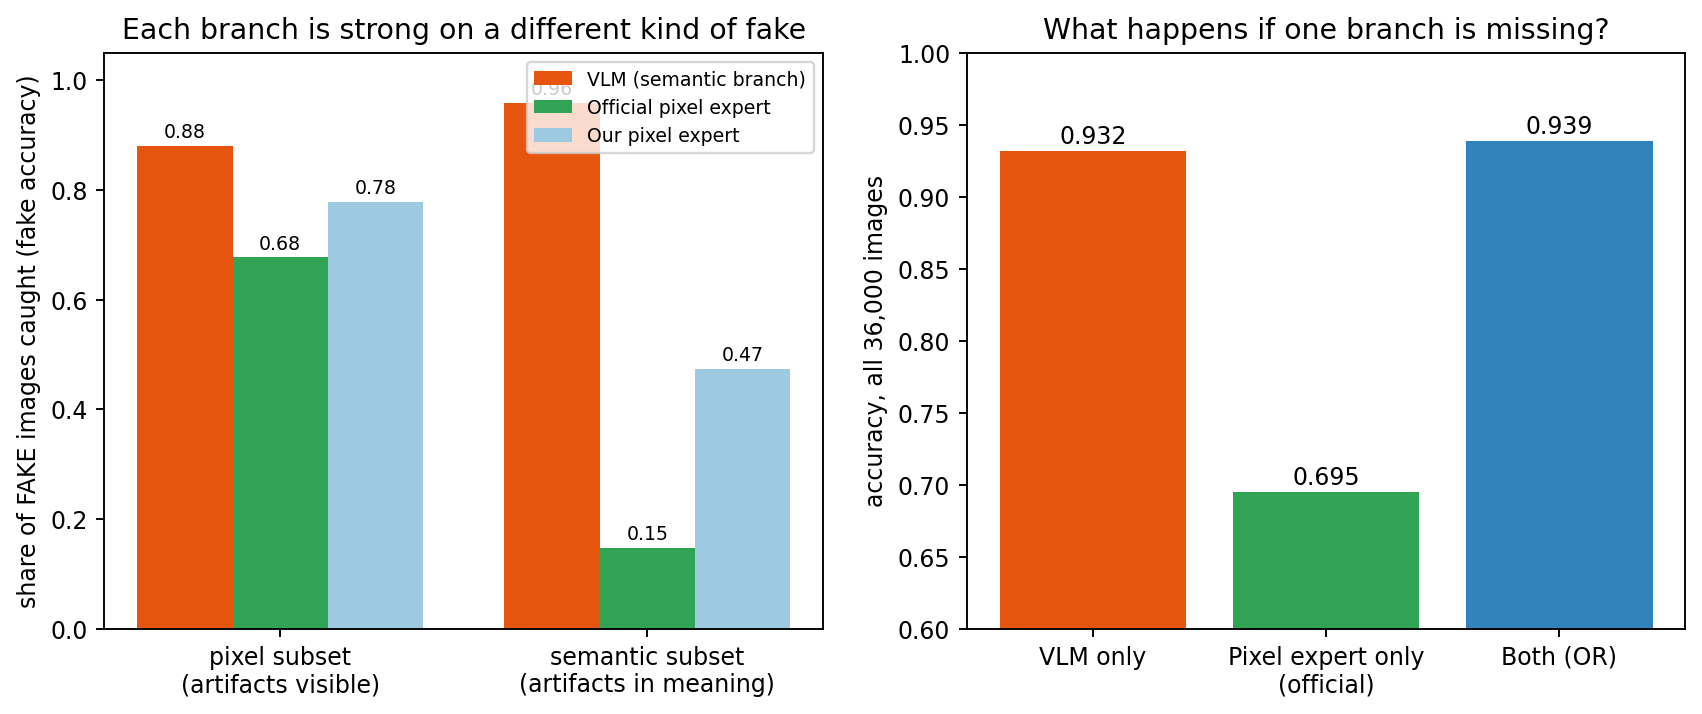 Each branch is strong on a different kind of fake
share of FAKE images caught (fake accuracy)
1.0
0.8
0.6
0.4
0.2
0.0
VLM (semantic branch)
Official pixel expert
Our pixel expert
0.88
0.68
0.78
0.96
0.15
0.47
pixel subset
(artifacts visible)
semantic subset
(artifacts in meaning)
What happens if one branch is missing?
accuracy, all 36,000 images
1.00
0.95
0.90
0.85
0.80
0.75
0.70
0.65
0.60
0.932
0.695
0.939
VLM only
Pixel expert only
(official)
Both (OR)